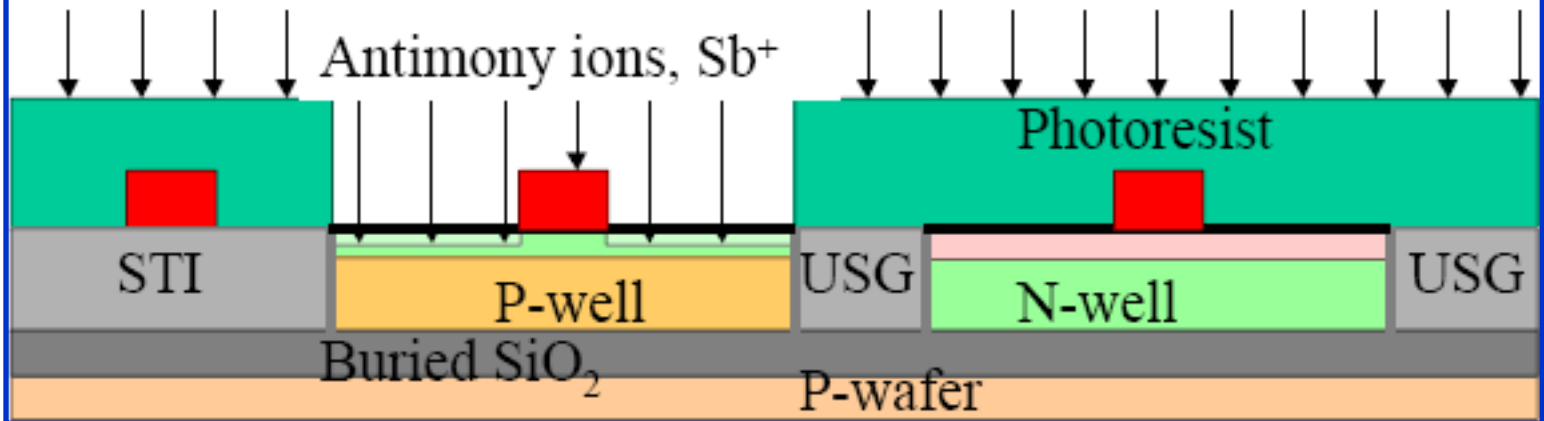 Antimony ions, Sb⁺
Photoresist
STI
P-well
USG
N-well
USG
Buried SiO₂
P-wafer